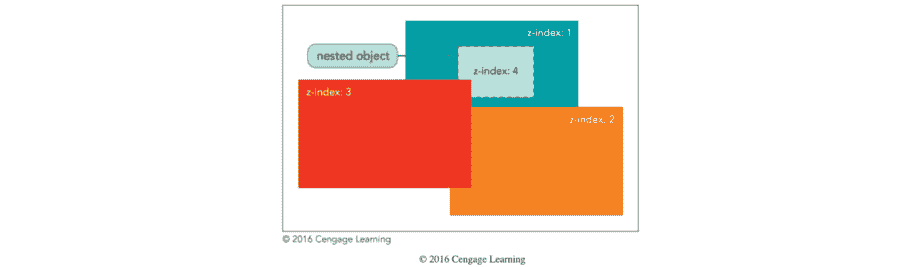 z-index: 1
nested object
z-index: 4
z-index: 3
z-index: 2
© 2016 Cengage Learning
© 2016 Cengage Learning